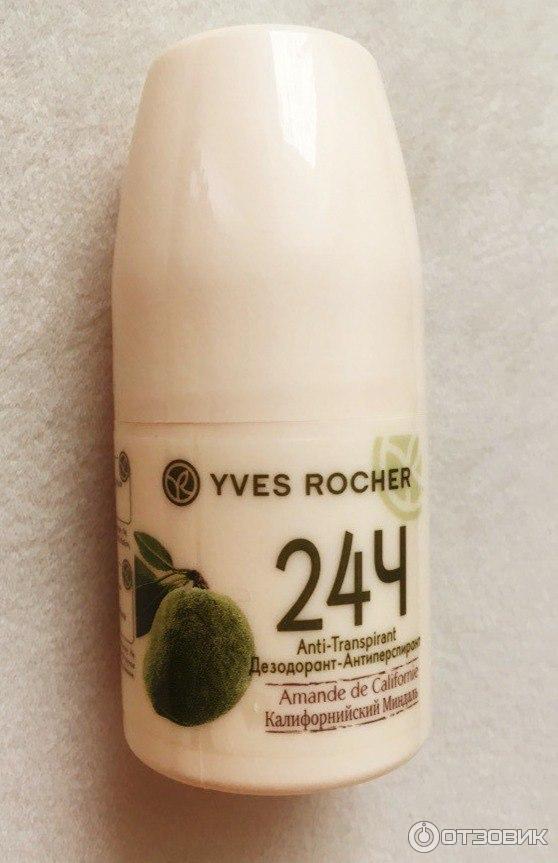 YVES ROCHER
24Ч
Anti-Transpirant
Дезодорант-Антиперспирант
Amande de Californie
Калифорнийский Миндаль
ОТЗОВИК